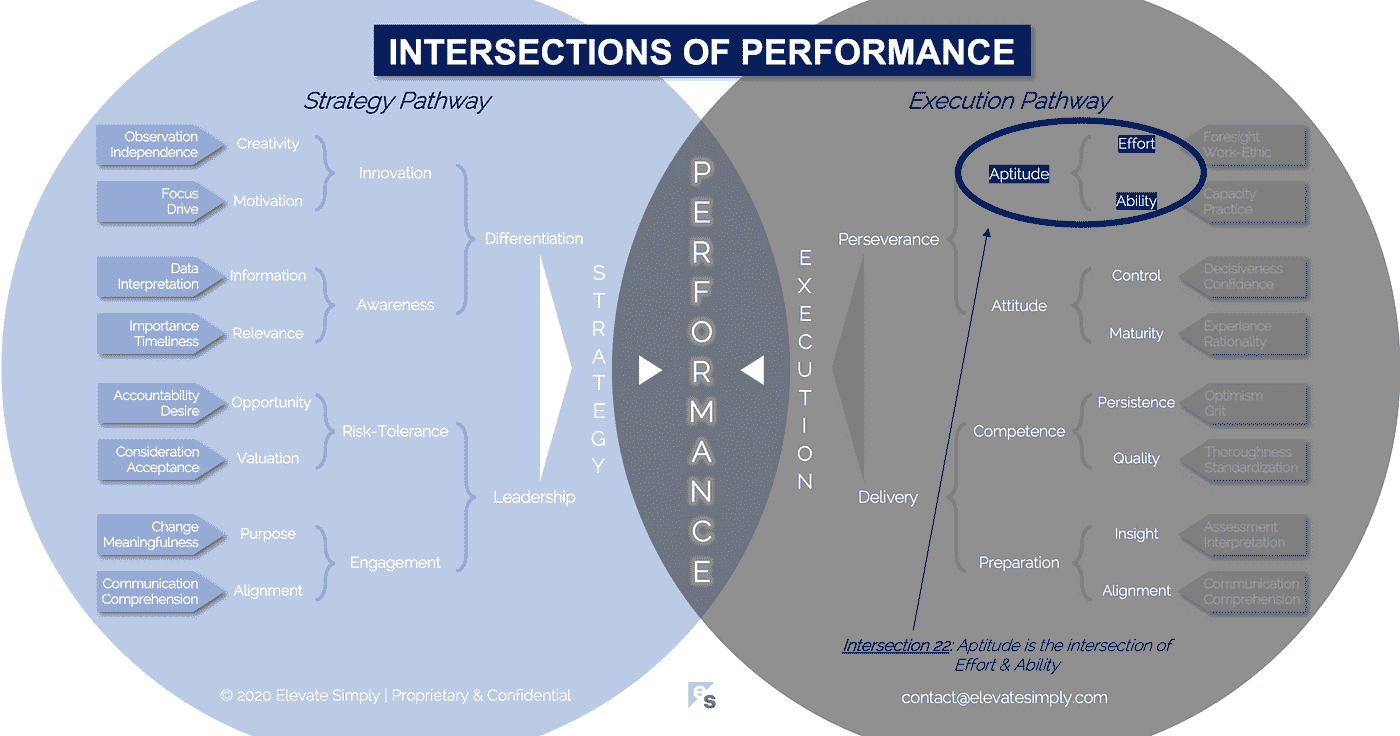 INTERSECTIONS OF PERFORMANCE
Strategy Pathway
Observation
Independence
Creativity
Focus
Drive
Motivation
Innovation
Data
Interpretation
Information
Importance
Timeliness
Relevance
Awareness
Differentiation
Accountability
Desire
Opportunity
Consideration
Acceptance
Valuation
Risk-Tolerance
Change
Meaningfulness
Purpose
Communication
Comprehension
Alignment
Engagement
Leadership
STRATEGY
PERFORMANCE
EXECUTION
Execution Pathway
Perseverance
Aptitude
Effort
Foresight
Work-Ethic
Ability
Capacity
Practice
Attitude
Control
Decisiveness
Confidence
Maturity
Experience
Rationality
Delivery
Competence
Persistence
Optimism
Grit
Quality
Thoroughness
Standardization
Preparation
Insight
Assessment
Interpretation
Alignment
Communication
Comprehension
Intersection 22: Aptitude is the intersection of
Effort & Ability
© 2020 Elevate Simply | Proprietary & Confidential
es
contact@elevatesimply.com